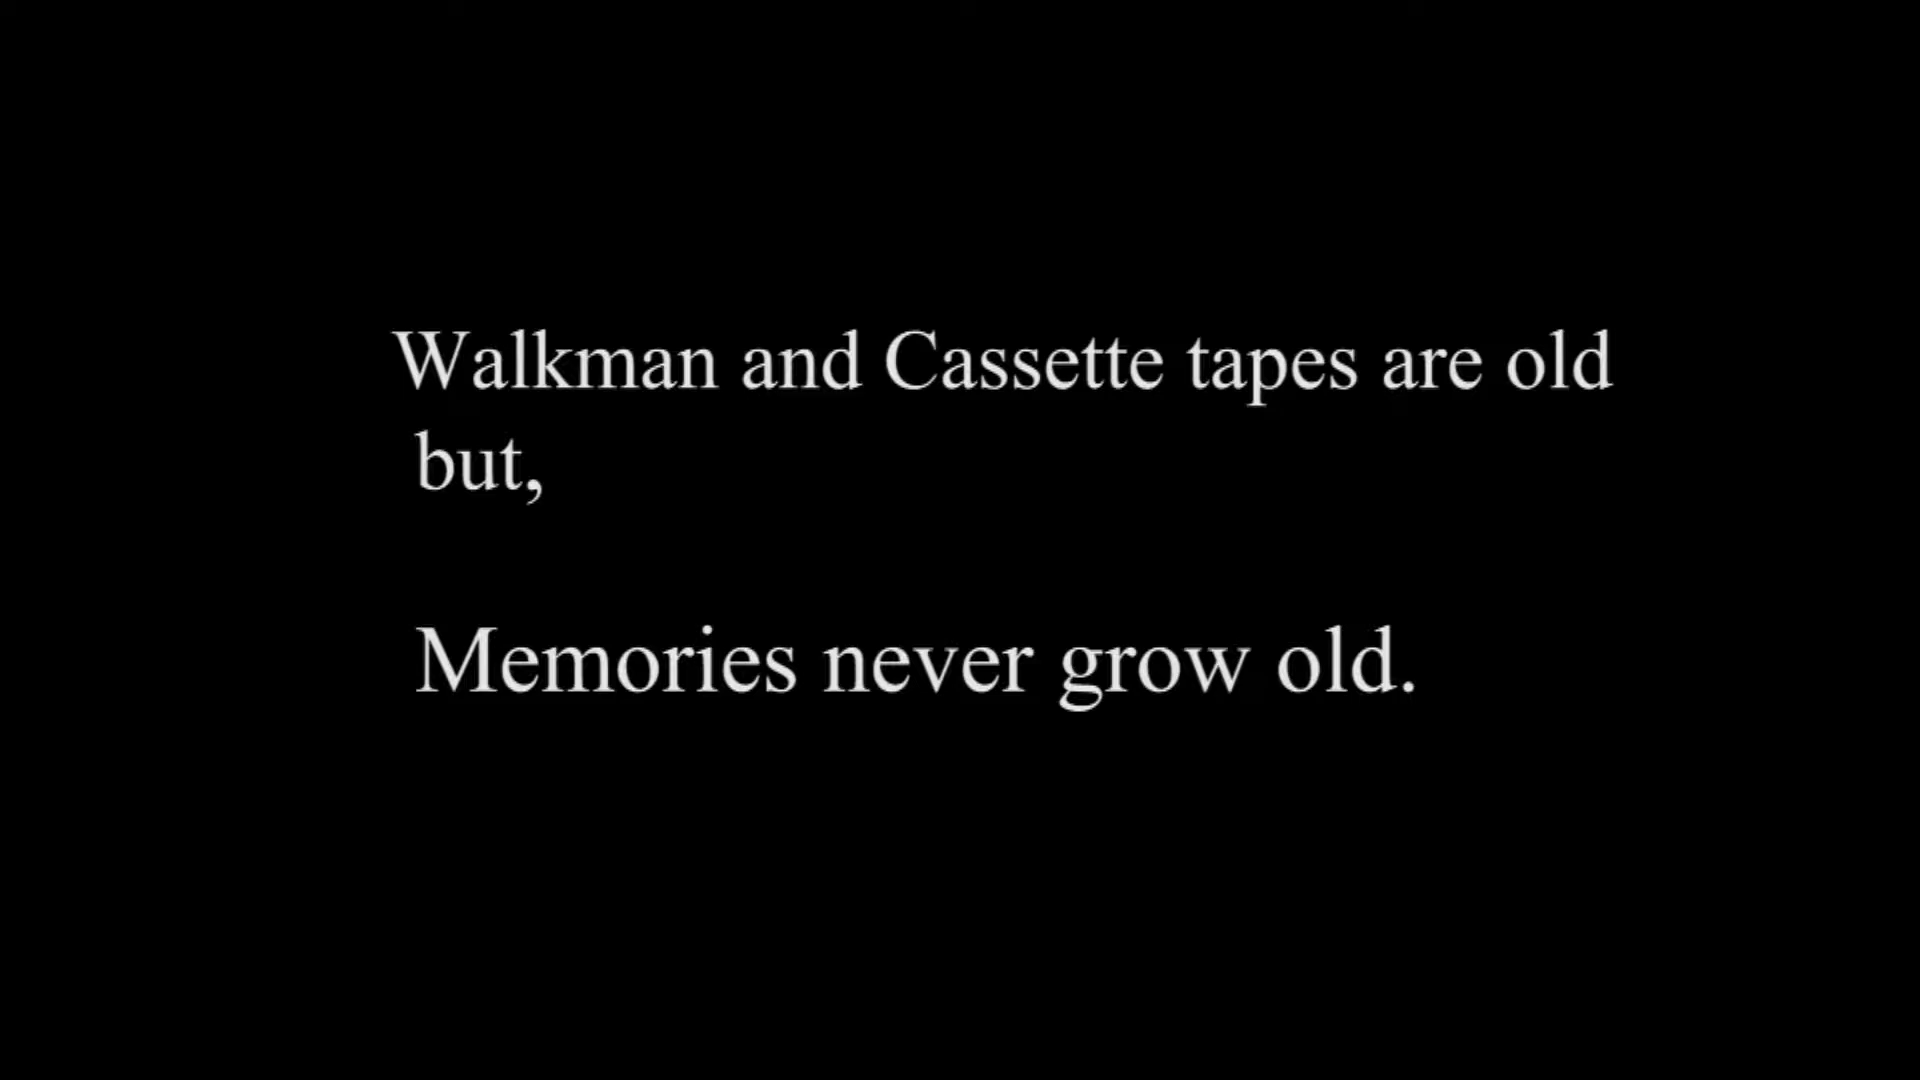 Walkman and Cassette tapes are old
but,
Memories never grow old.